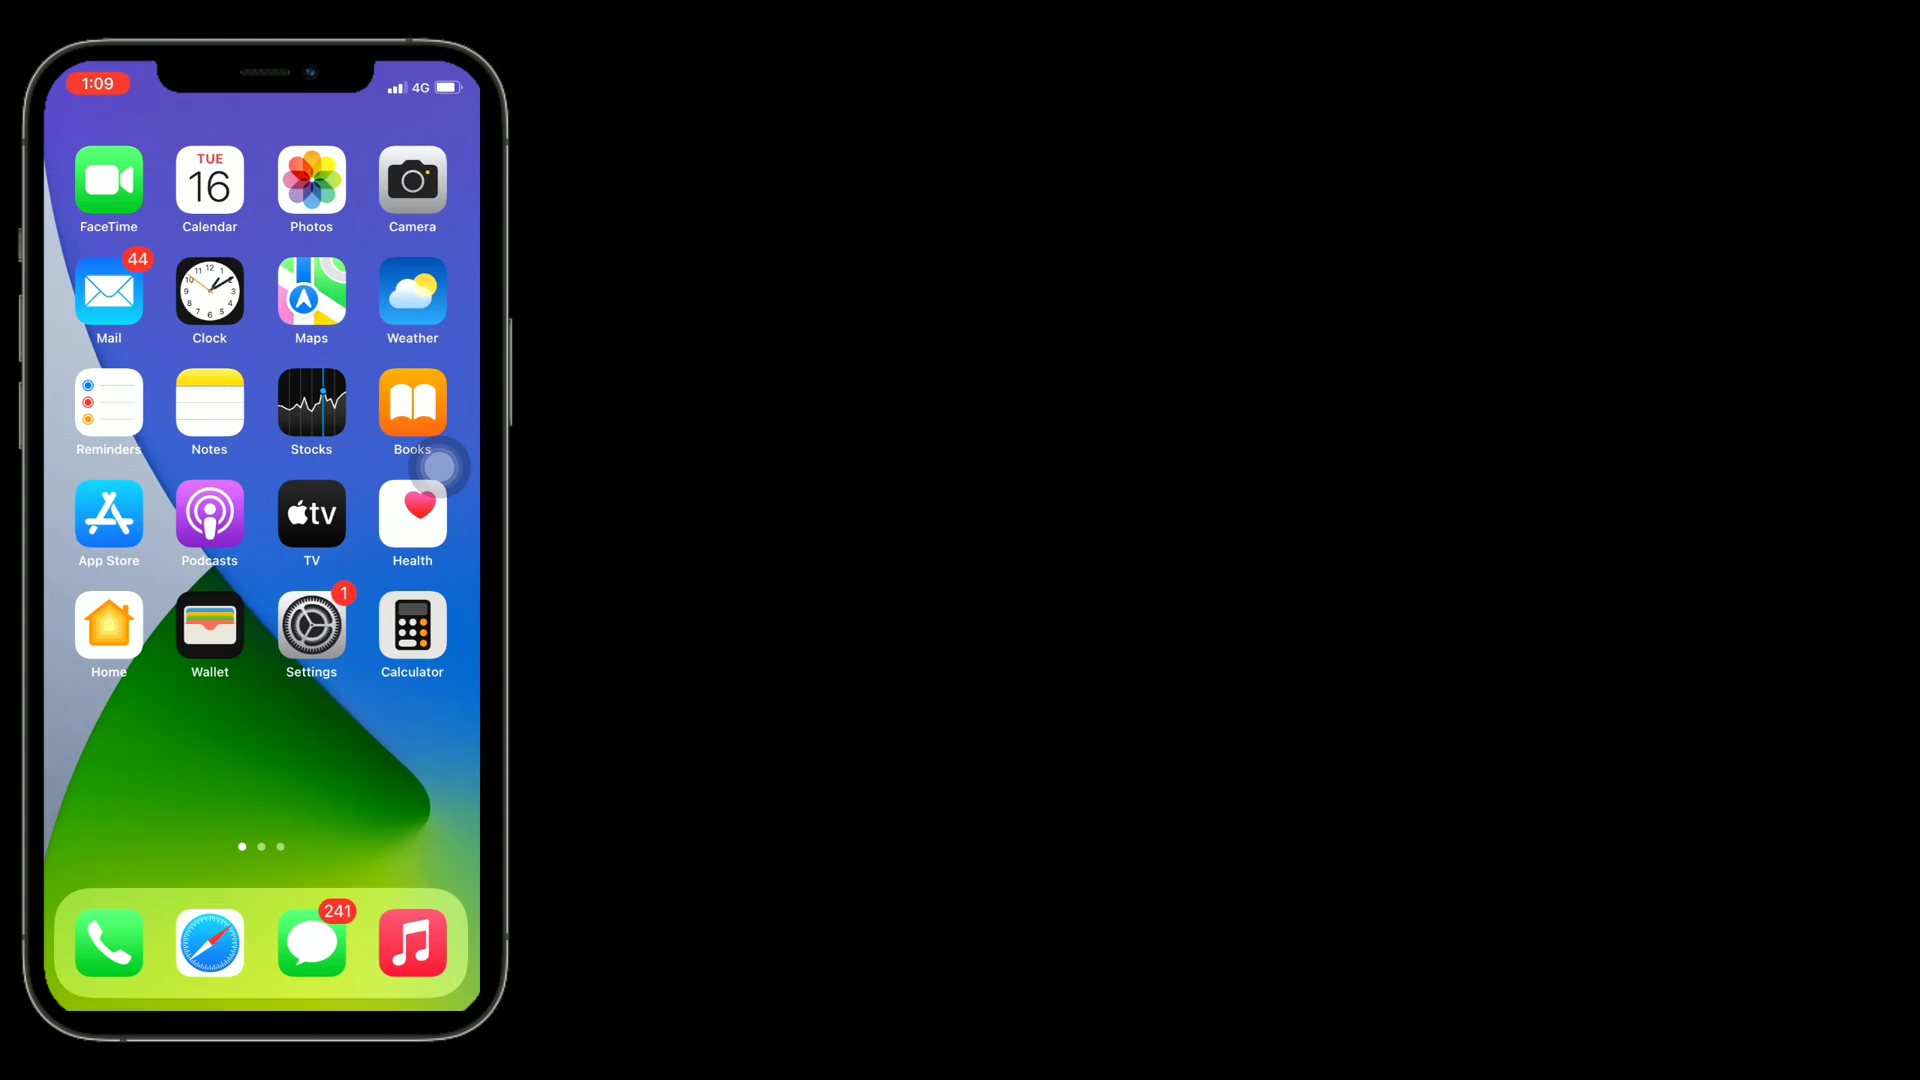 1:09
4G
TUE
16
FaceTime
Calendar
Photos
Camera
44
Mail
Clock
Maps
Weather
Reminders
Notes
Stocks
Books
tv
App Store
Podcasts
TV
Health
1
Home
Wallet
Settings
Calculator
241